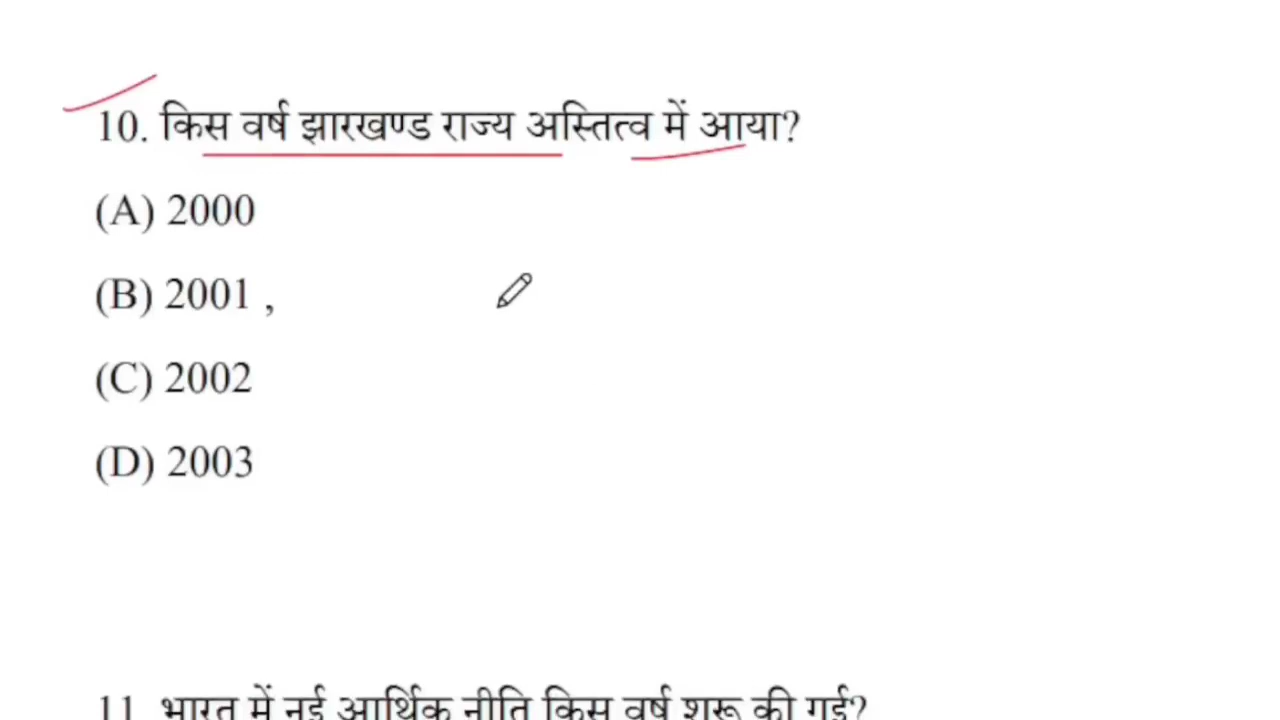 10. किस वर्ष झारखण्ड राज्य अस्तित्व में आया?
(A) 2000
(B) 2001 ,
(C) 2002
(D) 2003
11. भारत में नई आर्थिक नीति किस वर्ष शुरू की गई?